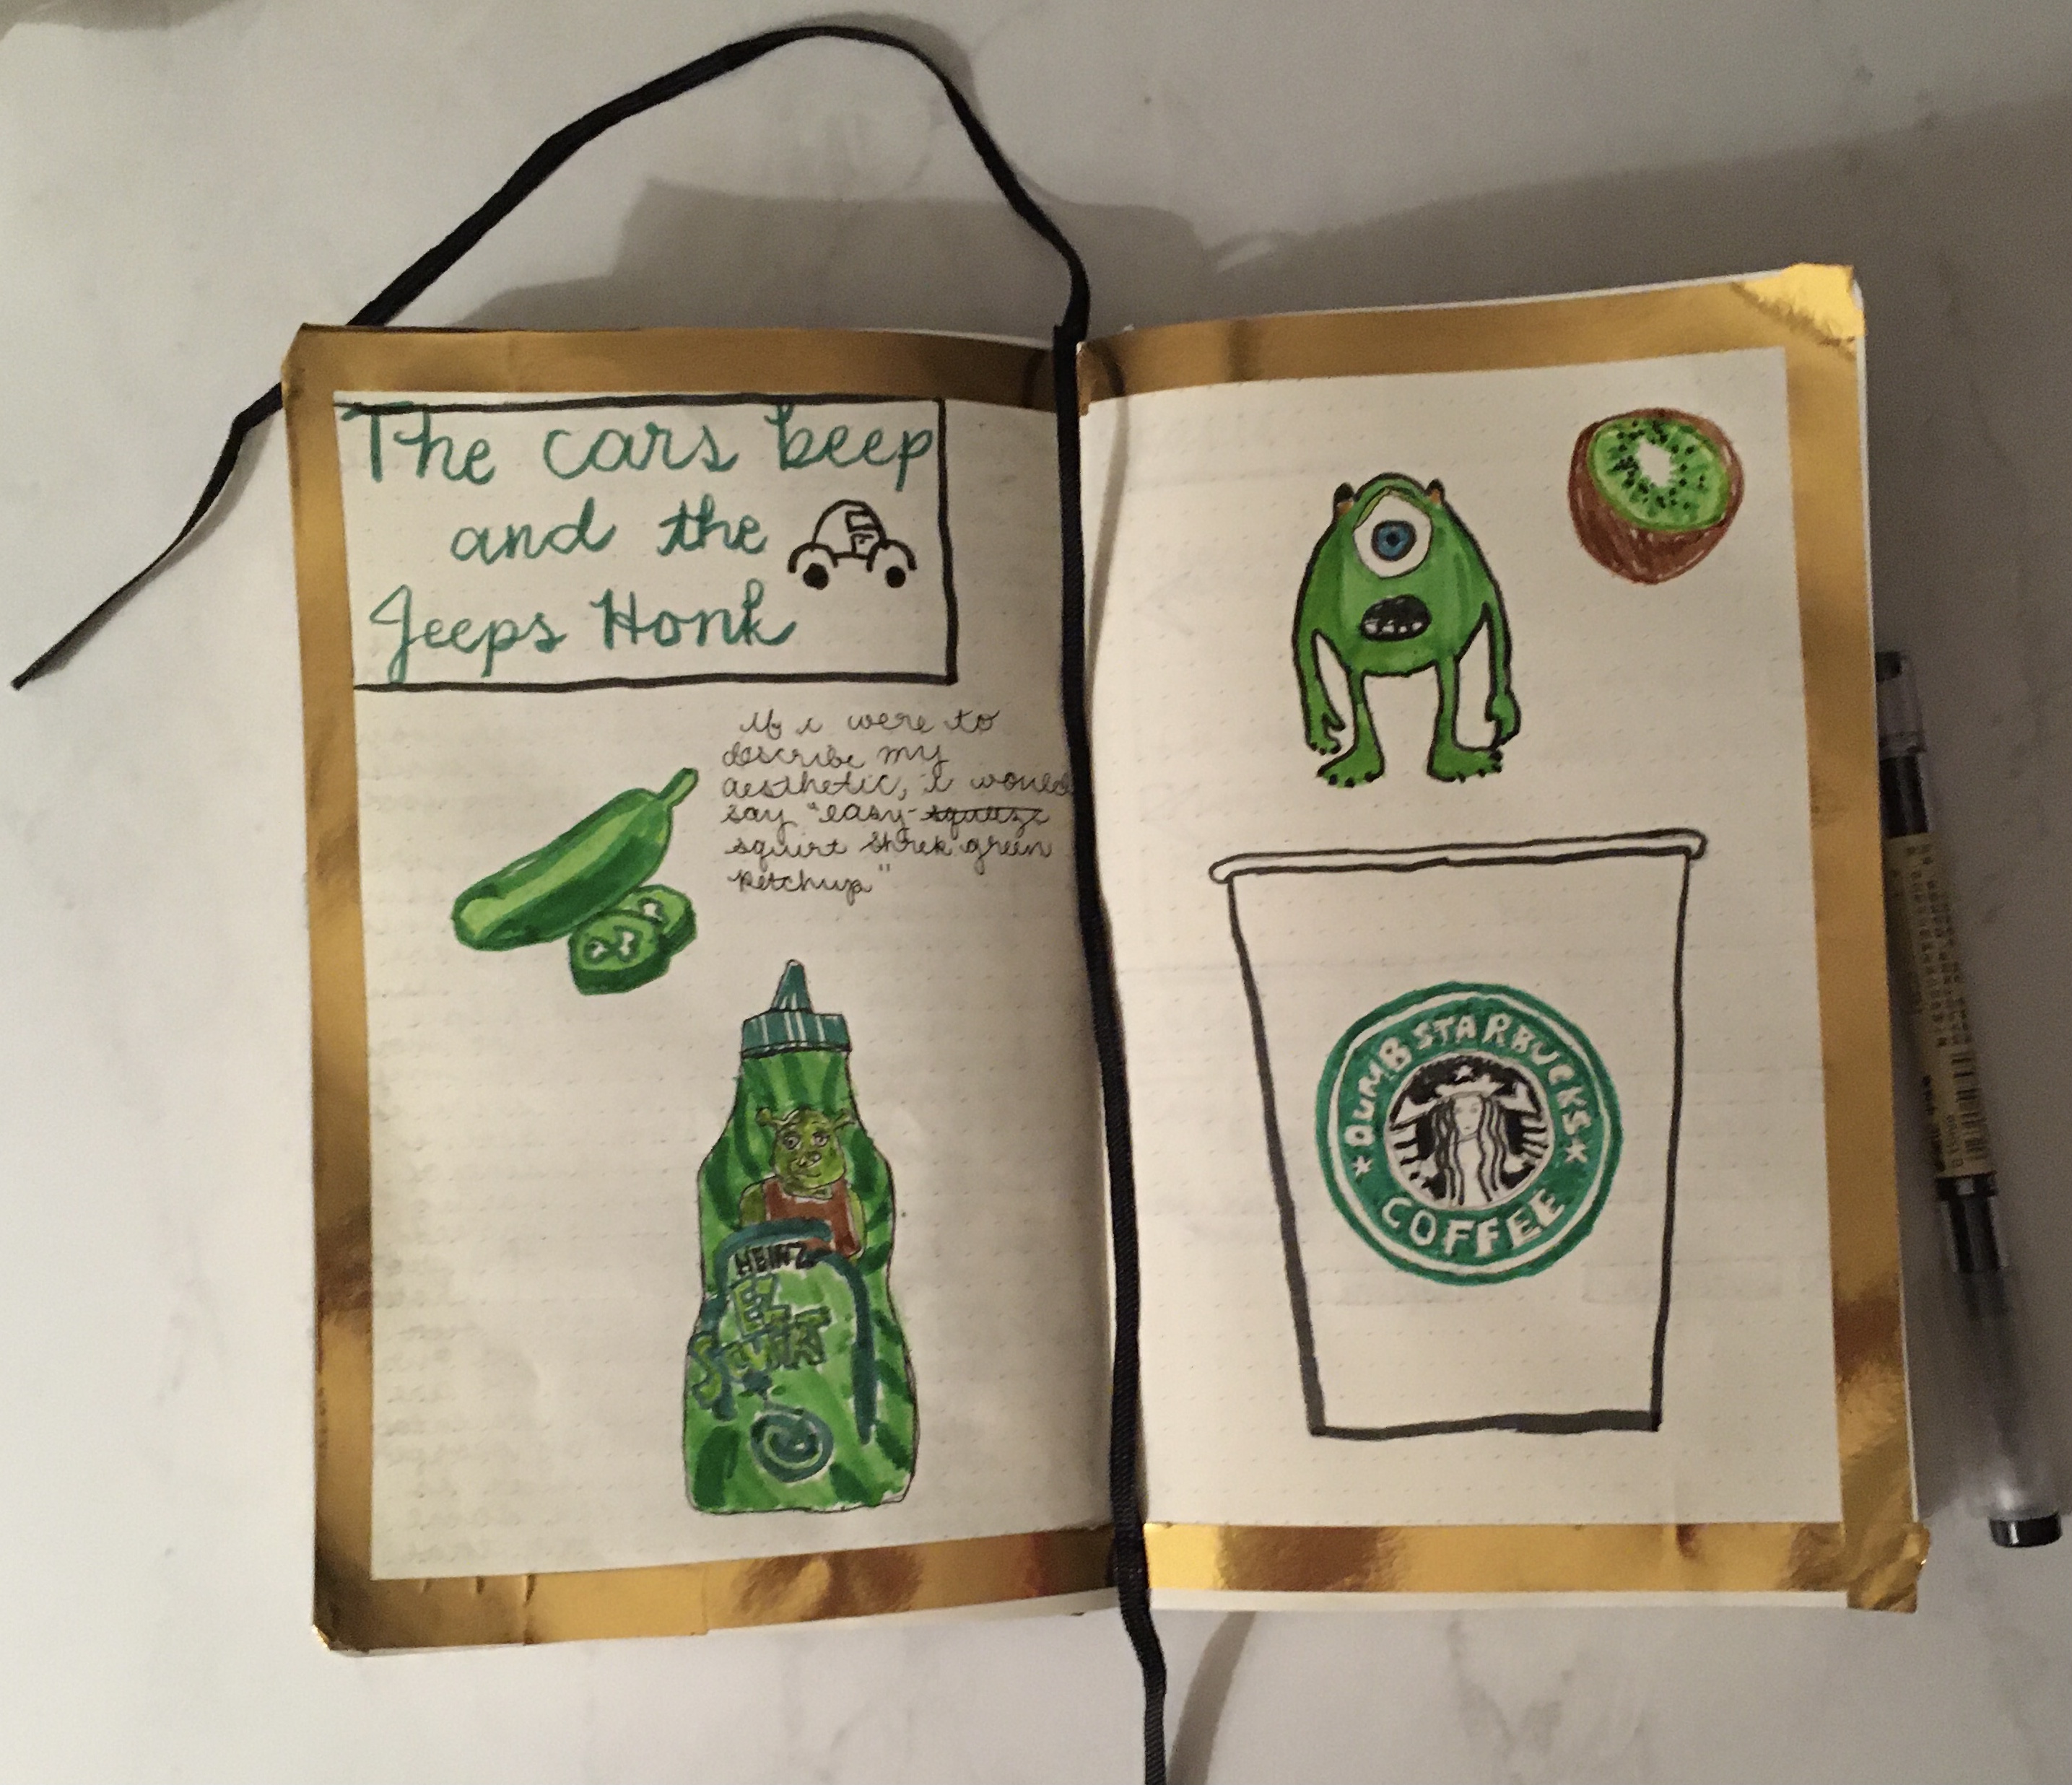 The cars beep
and the
Jeeps Honk
If i were to
describe my
aesthetic, i would
say "easy-squeeze
squirt Shrek green
ketchup"
HEINZ
EZ
SQUIRT
DUMB STARBUCKS
COFFEE